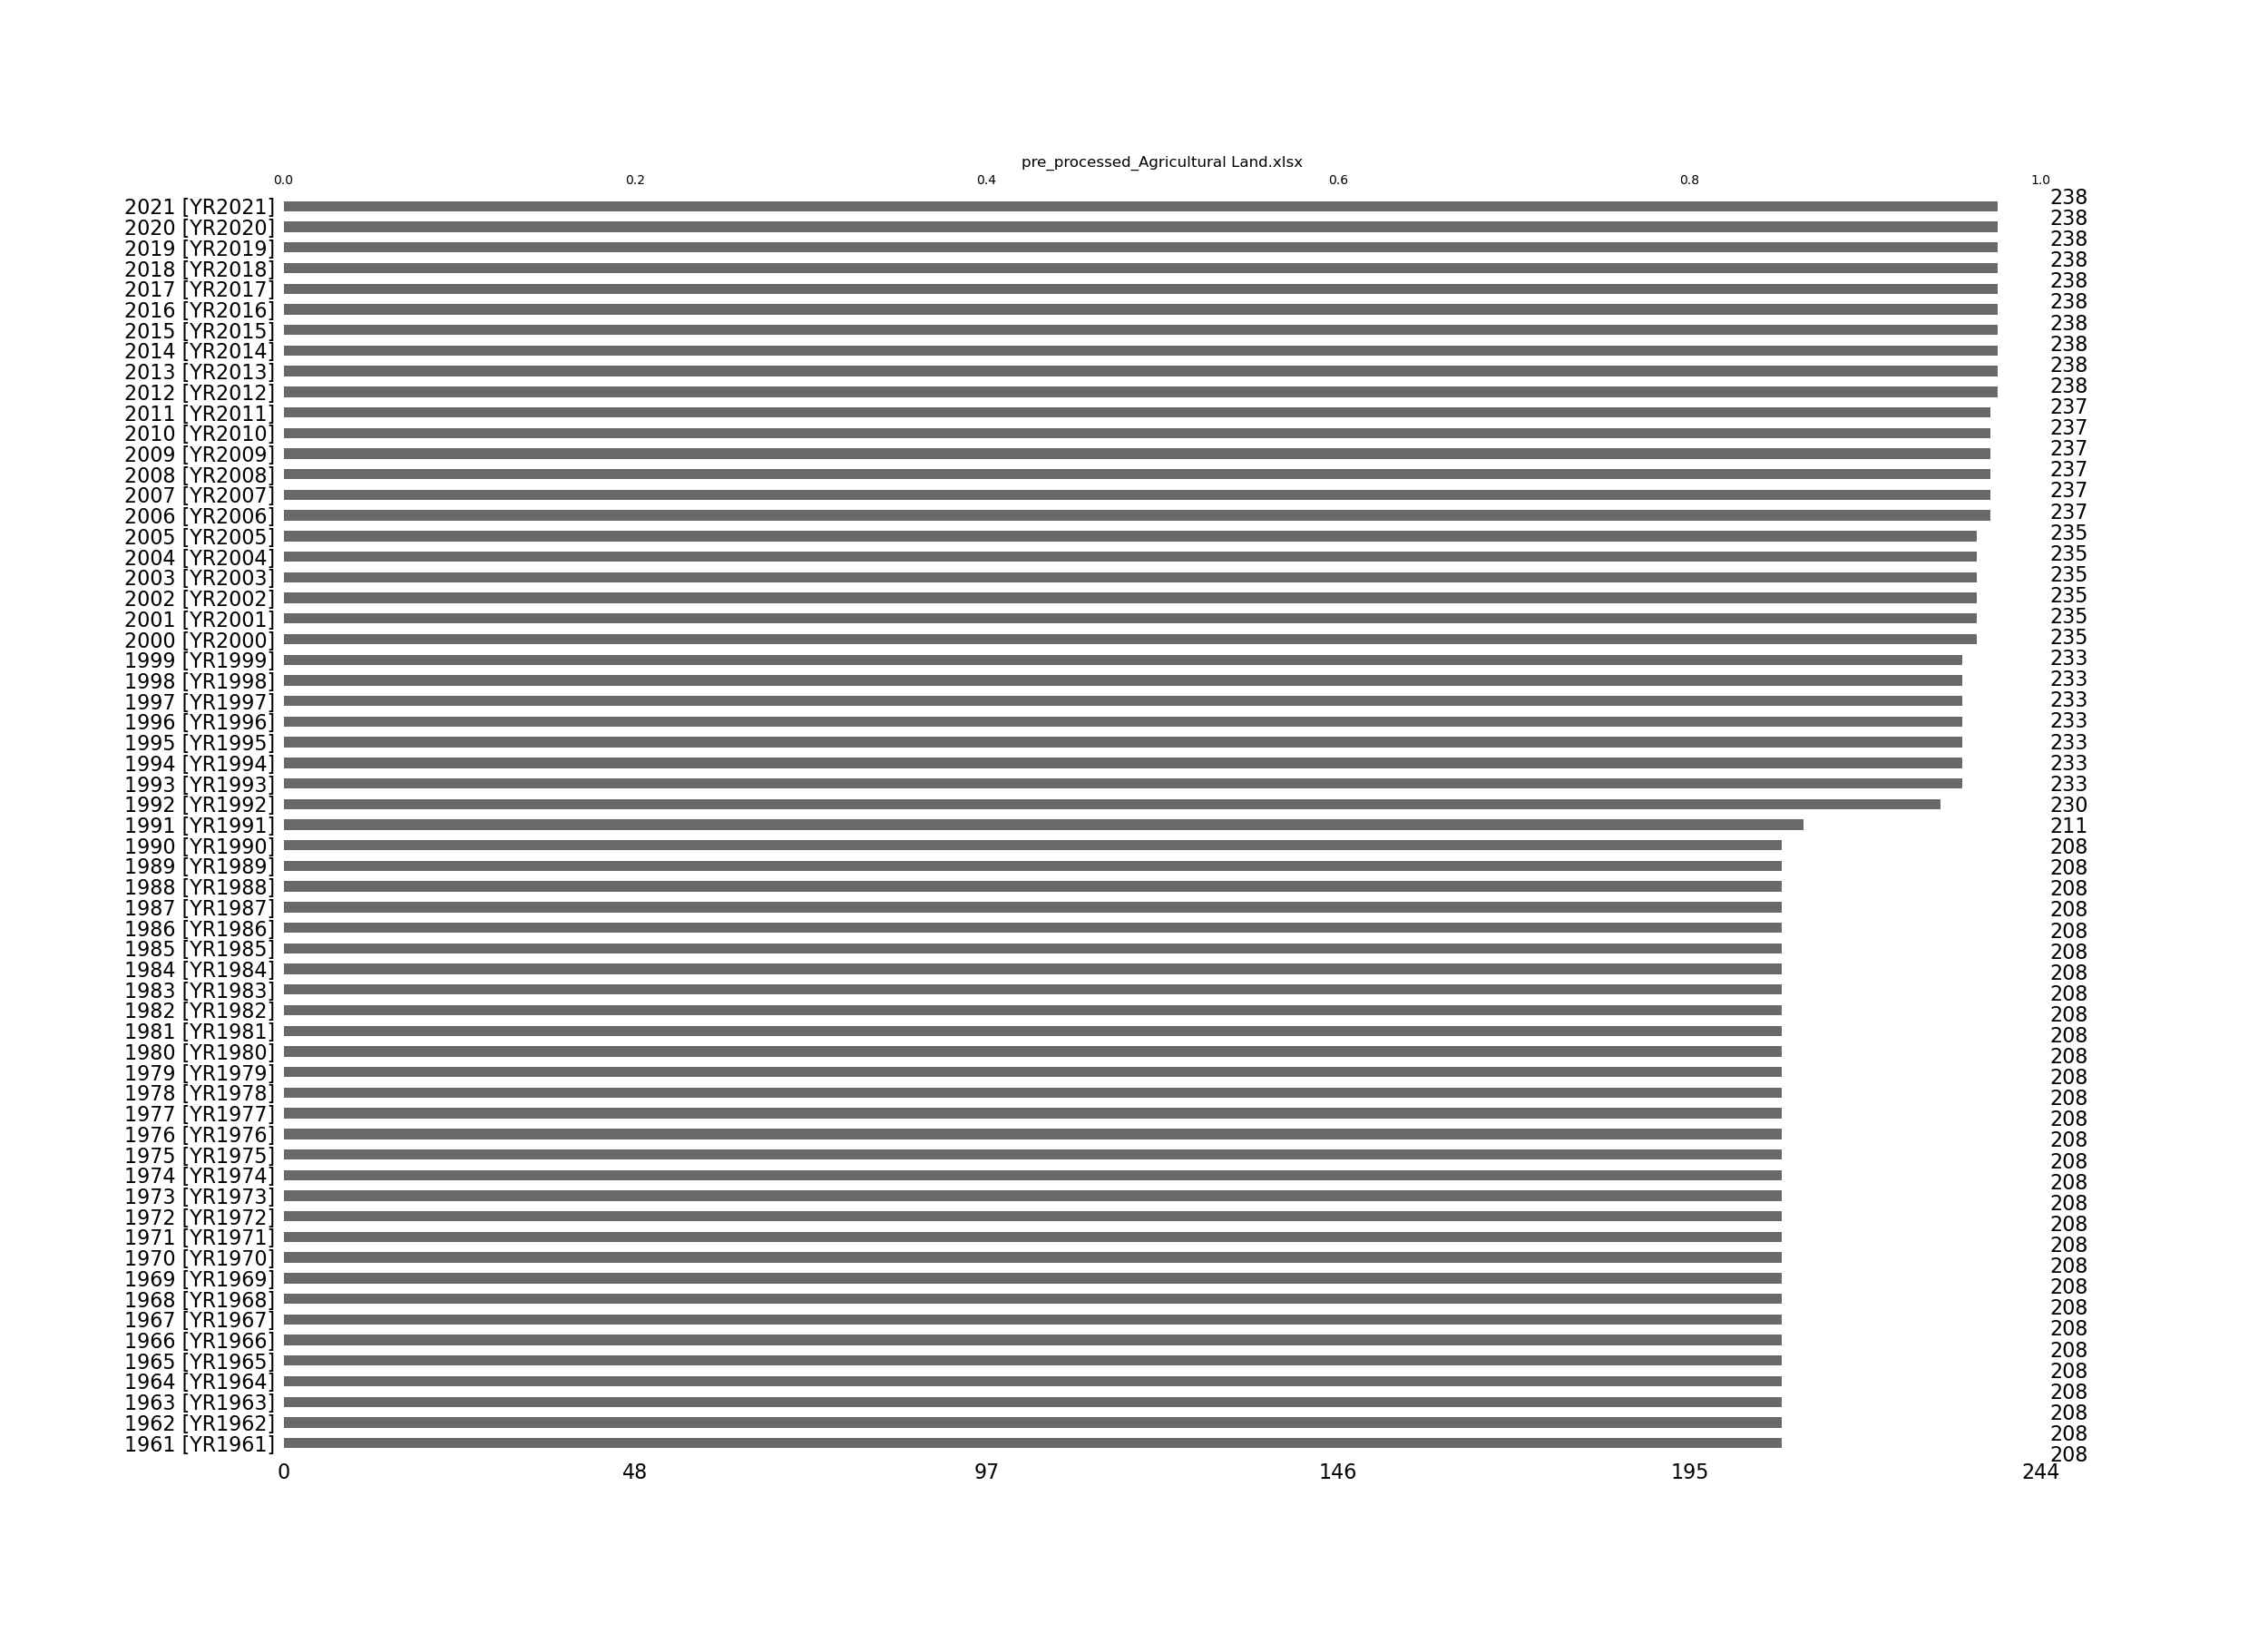 pre_processed_Agricultural Land.xlsx
0.0 0.2 0.4 0.6 0.8 1.0
2021 [YR2021] 238
2020 [YR2020] 238
2019 [YR2019] 238
2018 [YR2018] 238
2017 [YR2017] 238
2016 [YR2016] 238
2015 [YR2015] 238
2014 [YR2014] 238
2013 [YR2013] 238
2012 [YR2012] 238
2011 [YR2011] 237
2010 [YR2010] 237
2009 [YR2009] 237
2008 [YR2008] 237
2007 [YR2007] 237
2006 [YR2006] 237
2005 [YR2005] 235
2004 [YR2004] 235
2003 [YR2003] 235
2002 [YR2002] 235
2001 [YR2001] 235
2000 [YR2000] 235
1999 [YR1999] 233
1998 [YR1998] 233
1997 [YR1997] 233
1996 [YR1996] 233
1995 [YR1995] 233
1994 [YR1994] 233
1993 [YR1993] 233
1992 [YR1992] 230
1991 [YR1991] 211
1990 [YR1990] 208
1989 [YR1989] 208
1988 [YR1988] 208
1987 [YR1987] 208
1986 [YR1986] 208
1985 [YR1985] 208
1984 [YR1984] 208
1983 [YR1983] 208
1982 [YR1982] 208
1981 [YR1981] 208
1980 [YR1980] 208
1979 [YR1979] 208
1978 [YR1978] 208
1977 [YR1977] 208
1976 [YR1976] 208
1975 [YR1975] 208
1974 [YR1974] 208
1973 [YR1973] 208
1972 [YR1972] 208
1971 [YR1971] 208
1970 [YR1970] 208
1969 [YR1969] 208
1968 [YR1968] 208
1967 [YR1967] 208
1966 [YR1966] 208
1965 [YR1965] 208
1964 [YR1964] 208
1963 [YR1963] 208
1962 [YR1962] 208
1961 [YR1961] 208
0 48 97 146 195 244